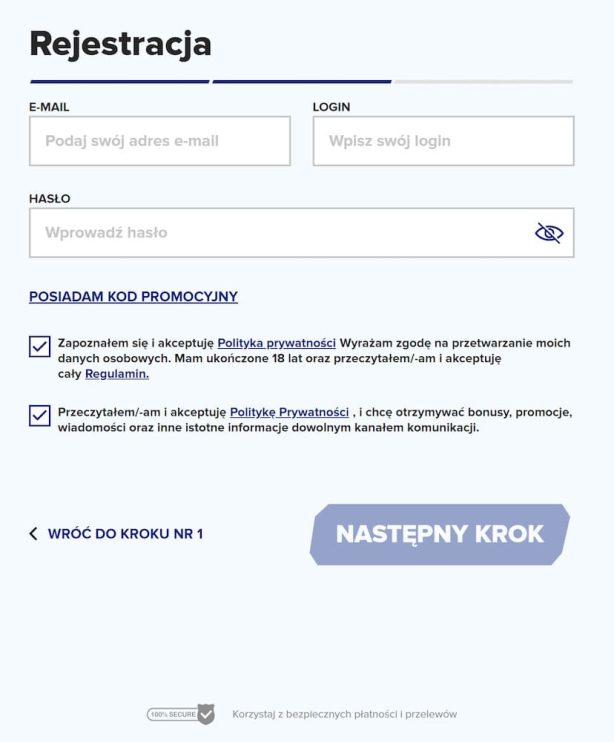 Rejestracja
E-MAIL
LOGIN
Podaj swój adres e-mail
Wpisz swój login
HASŁO
Wprowadź hasło
POSIADAM KOD PROMOCYJNY
Zapoznałem się i akceptuję Polityka prywatności Wyrażam zgodę na przetwarzanie moich
danych osobowych. Mam ukończone 18 lat oraz przeczytałem/-am i akceptuję
cały Regulamin.
Przeczytałem/-am i akceptuję Politykę Prywatności , i chcę otrzymywać bonusy, promocje,
wiadomości oraz inne istotne informacje dowolnym kanałem komunikacji.
WRÓĆ DO KROKU NR 1
NASTĘPNY KROK
100% SECURE
Korzystaj z bezpiecznych płatności i przelewów